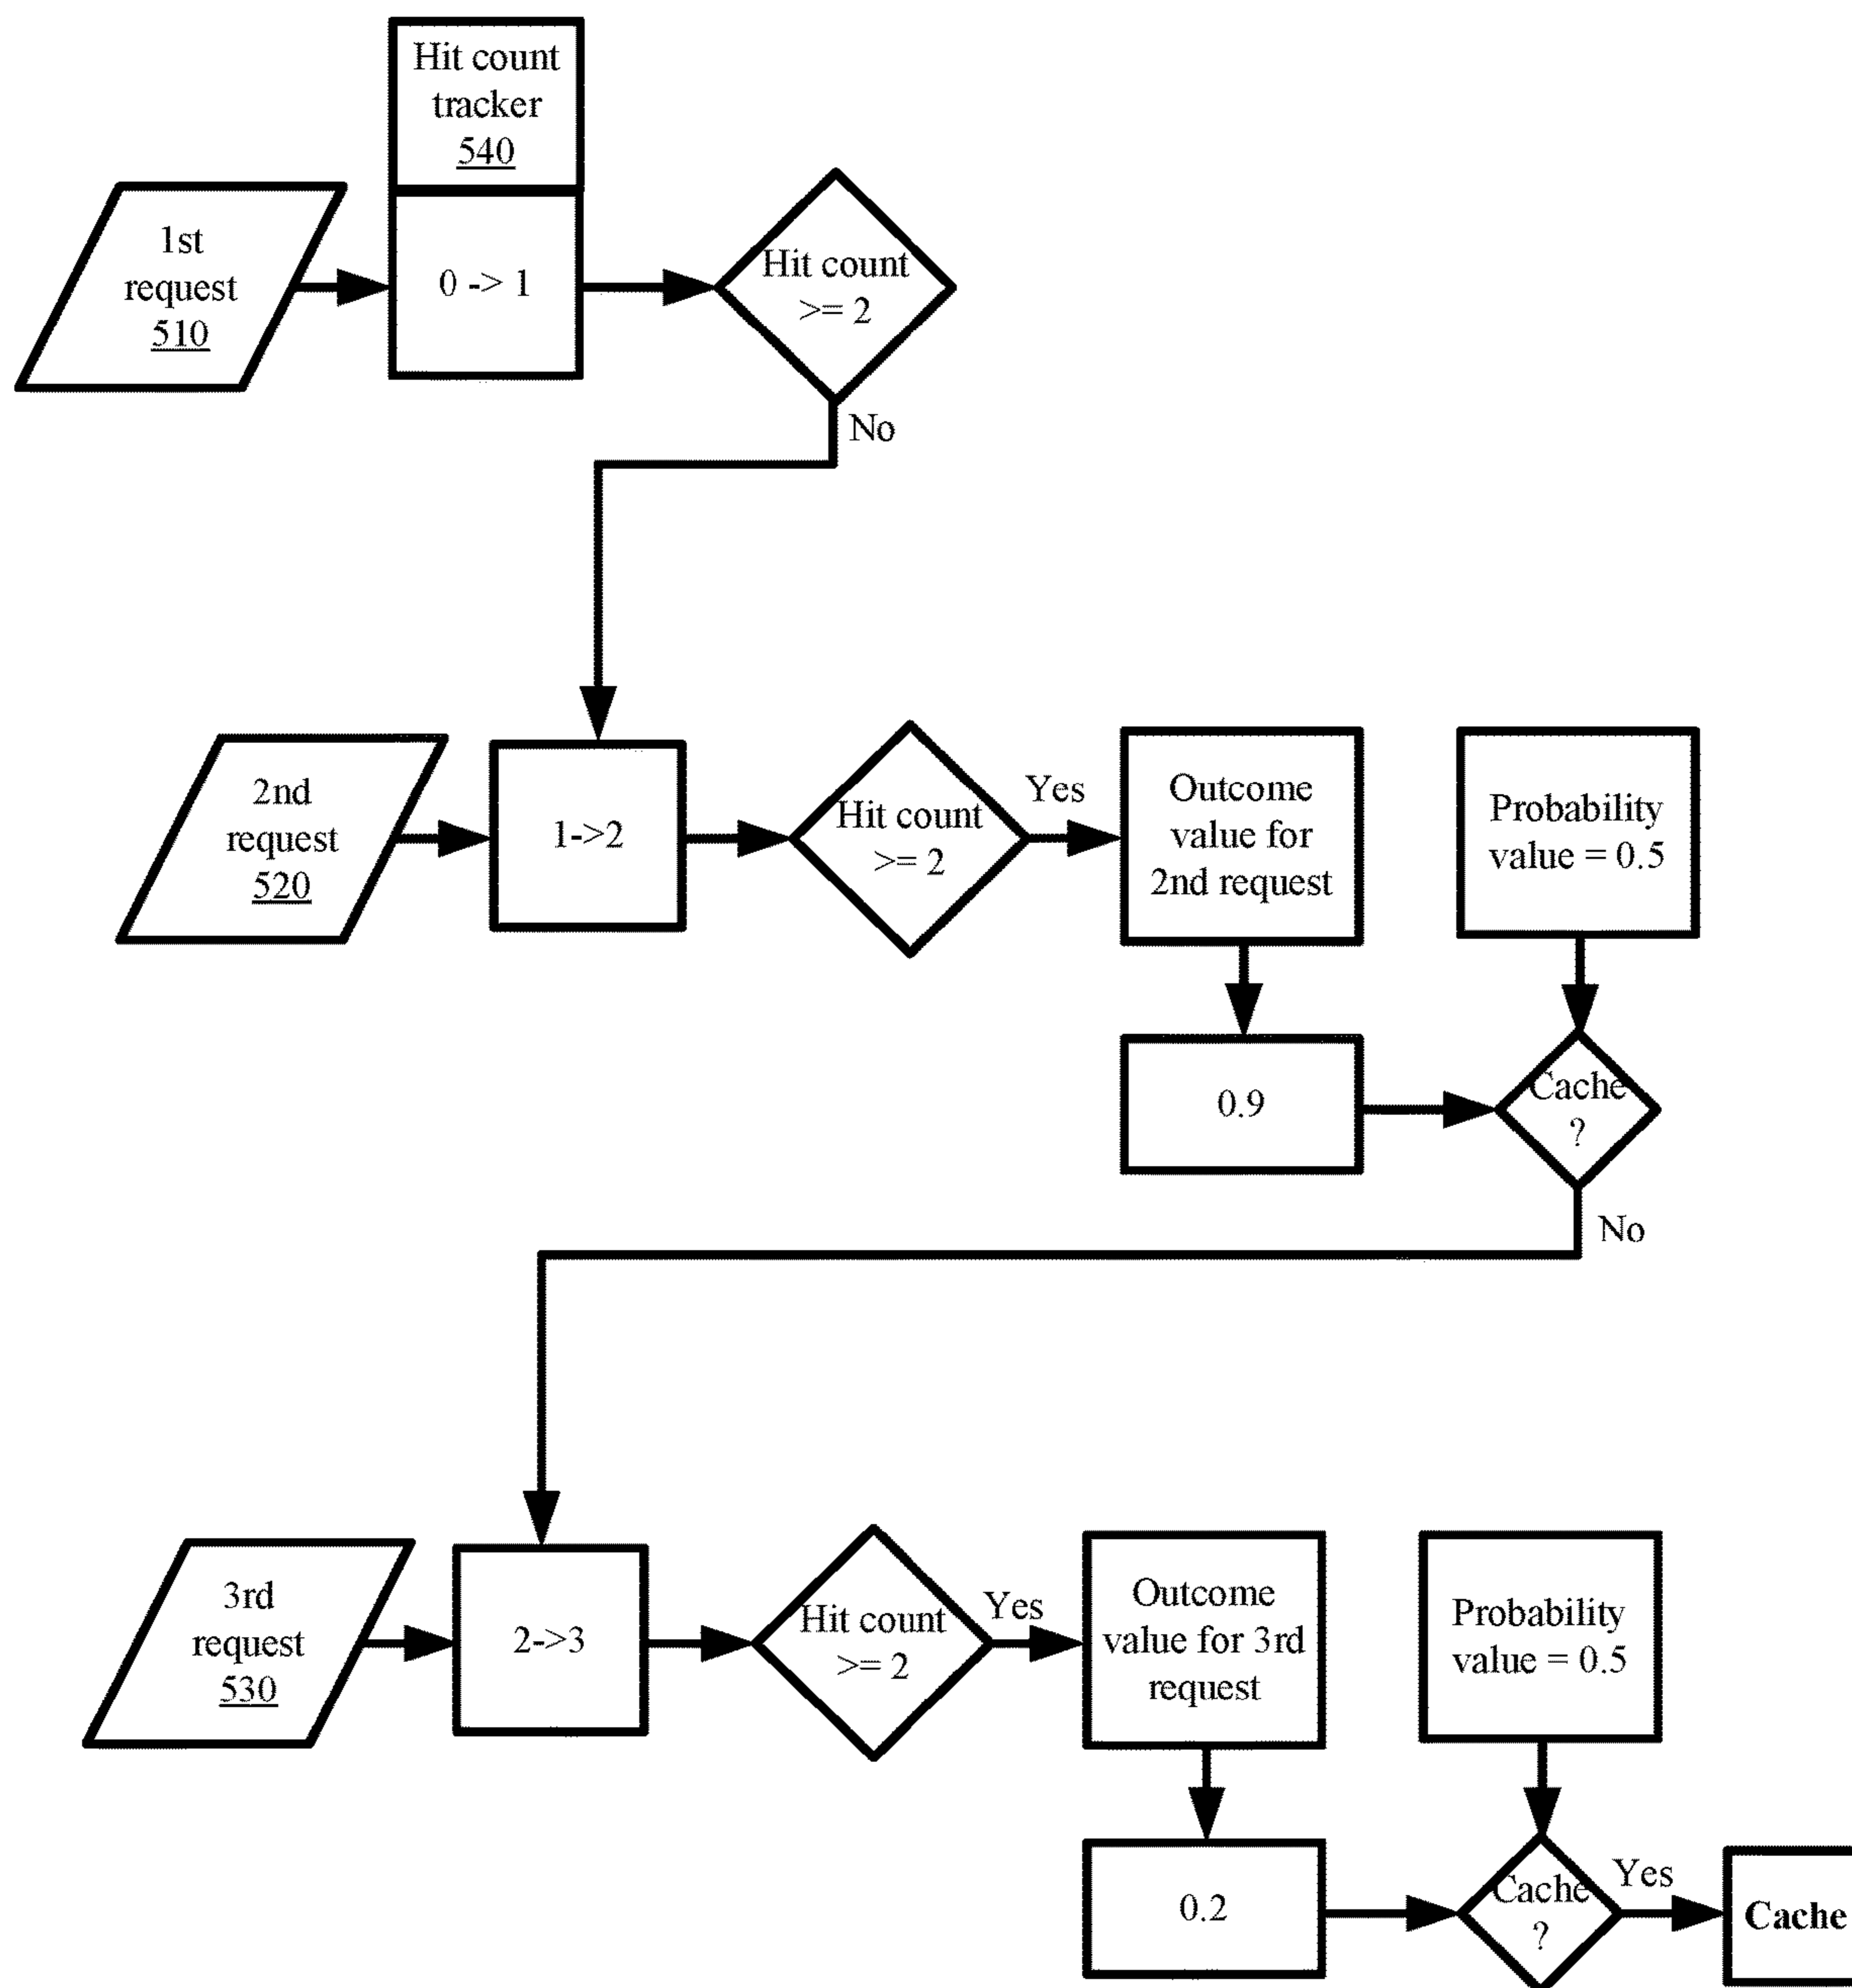 Hit count
tracker
540
1st
request
510
0 -> 1
Hit count
>= 2
No
2nd
request
520
1->2
Hit count
>= 2
Yes
Outcome
value for
2nd request
Probability
value = 0.5
0.9
Cache
?
No
3rd
request
530
2->3
Hit count
>= 2
Yes
Outcome
value for 3rd
request
Probability
value = 0.5
0.2
Cache
?
Yes
Cache